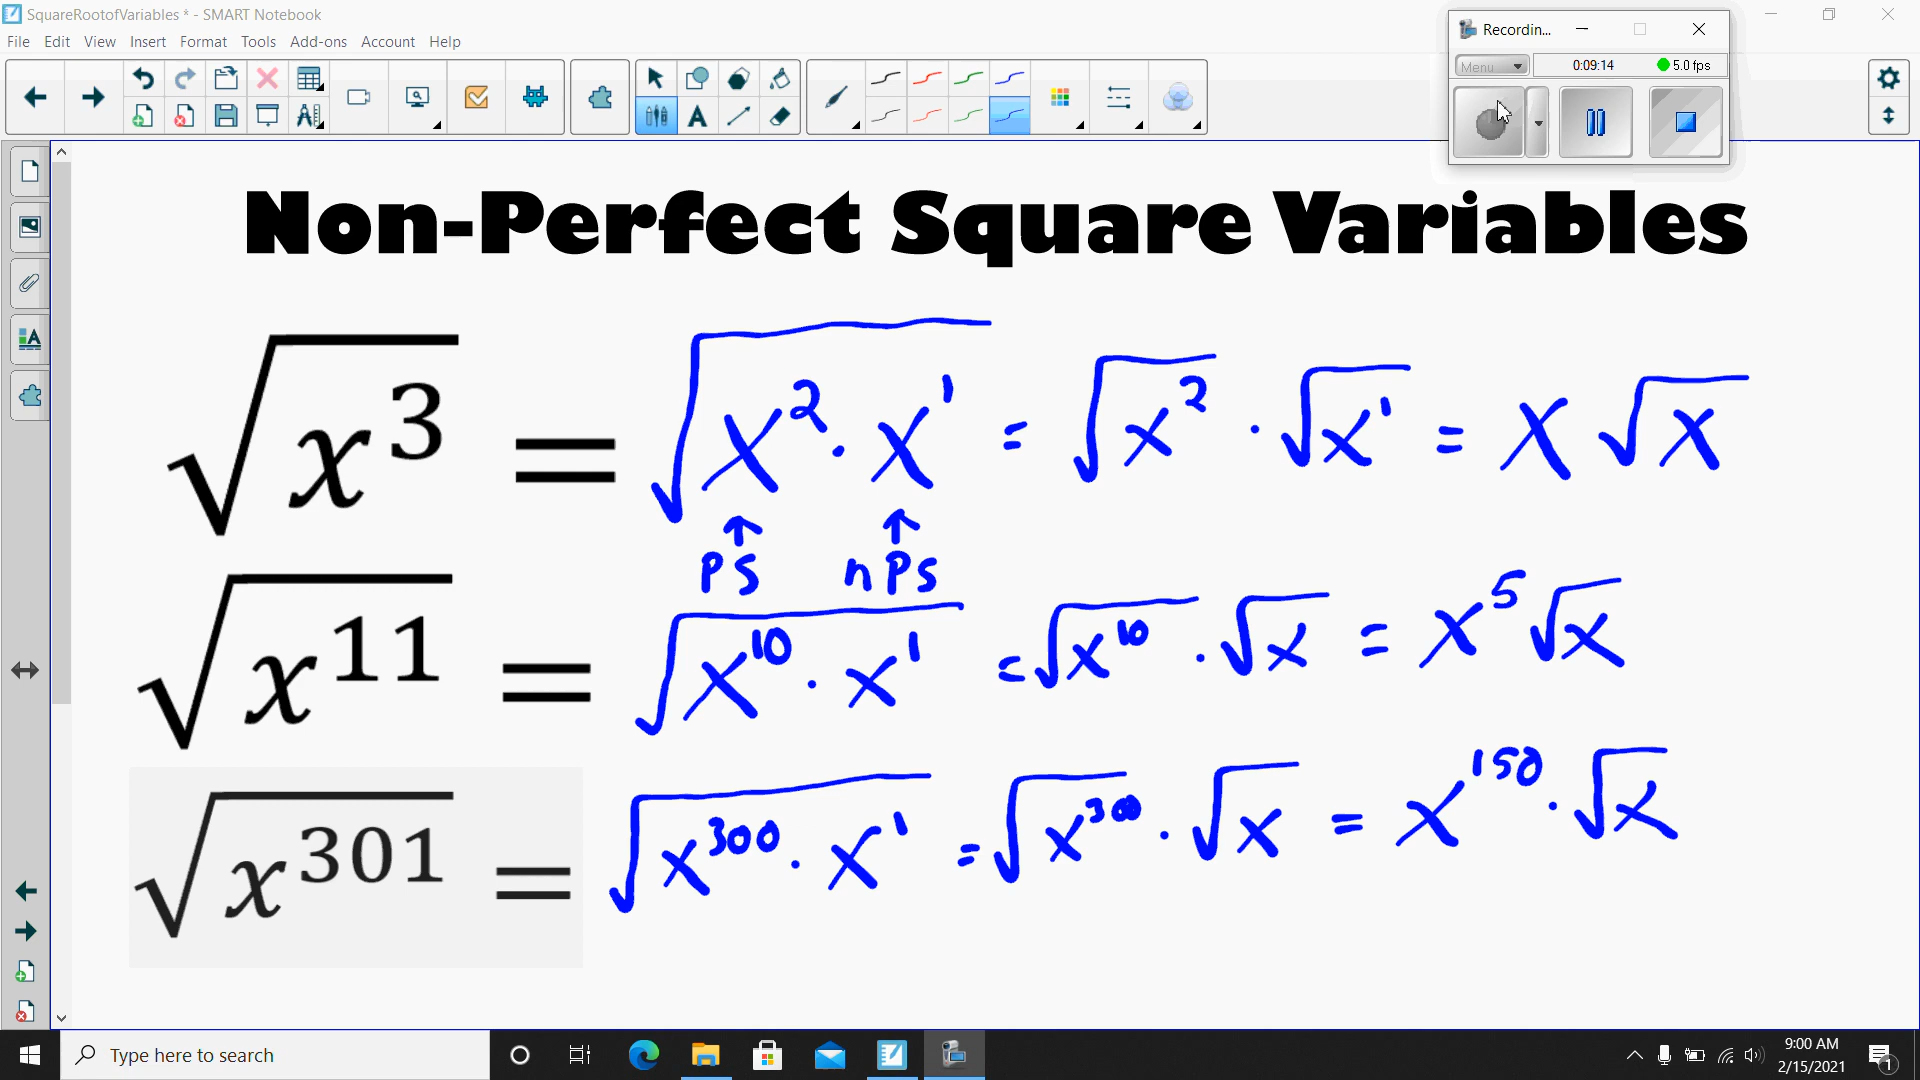 SquareRootofVariables * - SMART Notebook
File Edit View Insert Format Tools Add-ons Account Help
Recordin...
Menu 0:09:14 5.0 fps
Non-Perfect Square Variables
√x³ = √x² · x¹ = √x² · √x¹ = x √x
PS nPS
√x¹¹ = √x¹⁰ · x¹ = √x¹⁰ · √x = x⁵ √x
√x³⁰¹ = √x³⁰⁰ · x¹ = √x³⁰⁰ · √x = x¹⁵⁰ · √x
Type here to search
9:00 AM
2/15/2021
1